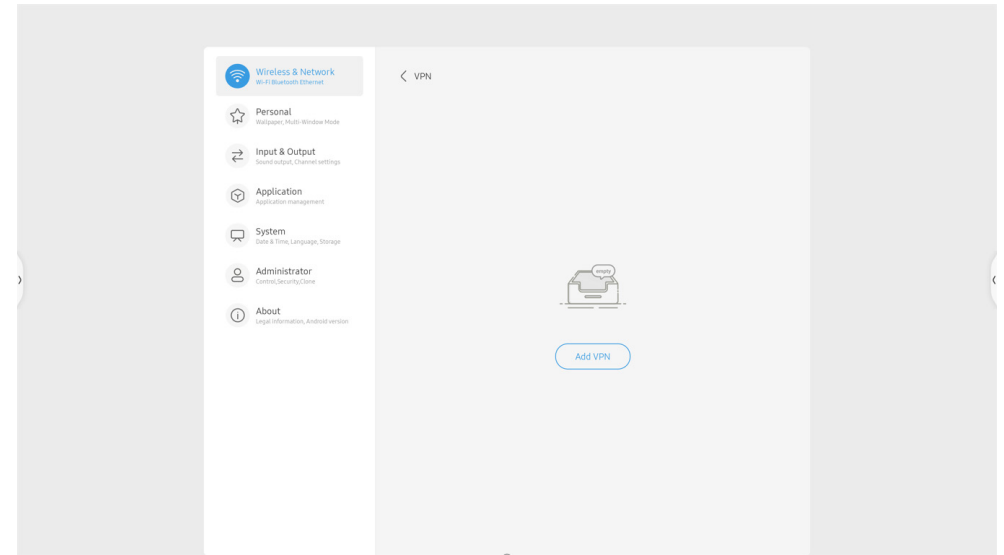 Wireless & Network
Wi-Fi Bluetooth Ethernet
VPN
Personal
Wallpaper, Multi-Window Mode
Input & Output
Sound output, Channel settings
Application
Application management
System
Date & Time, Language, Storage
Administrator
Control,Security,Clone
About
Legal information, Android version
empty
Add VPN